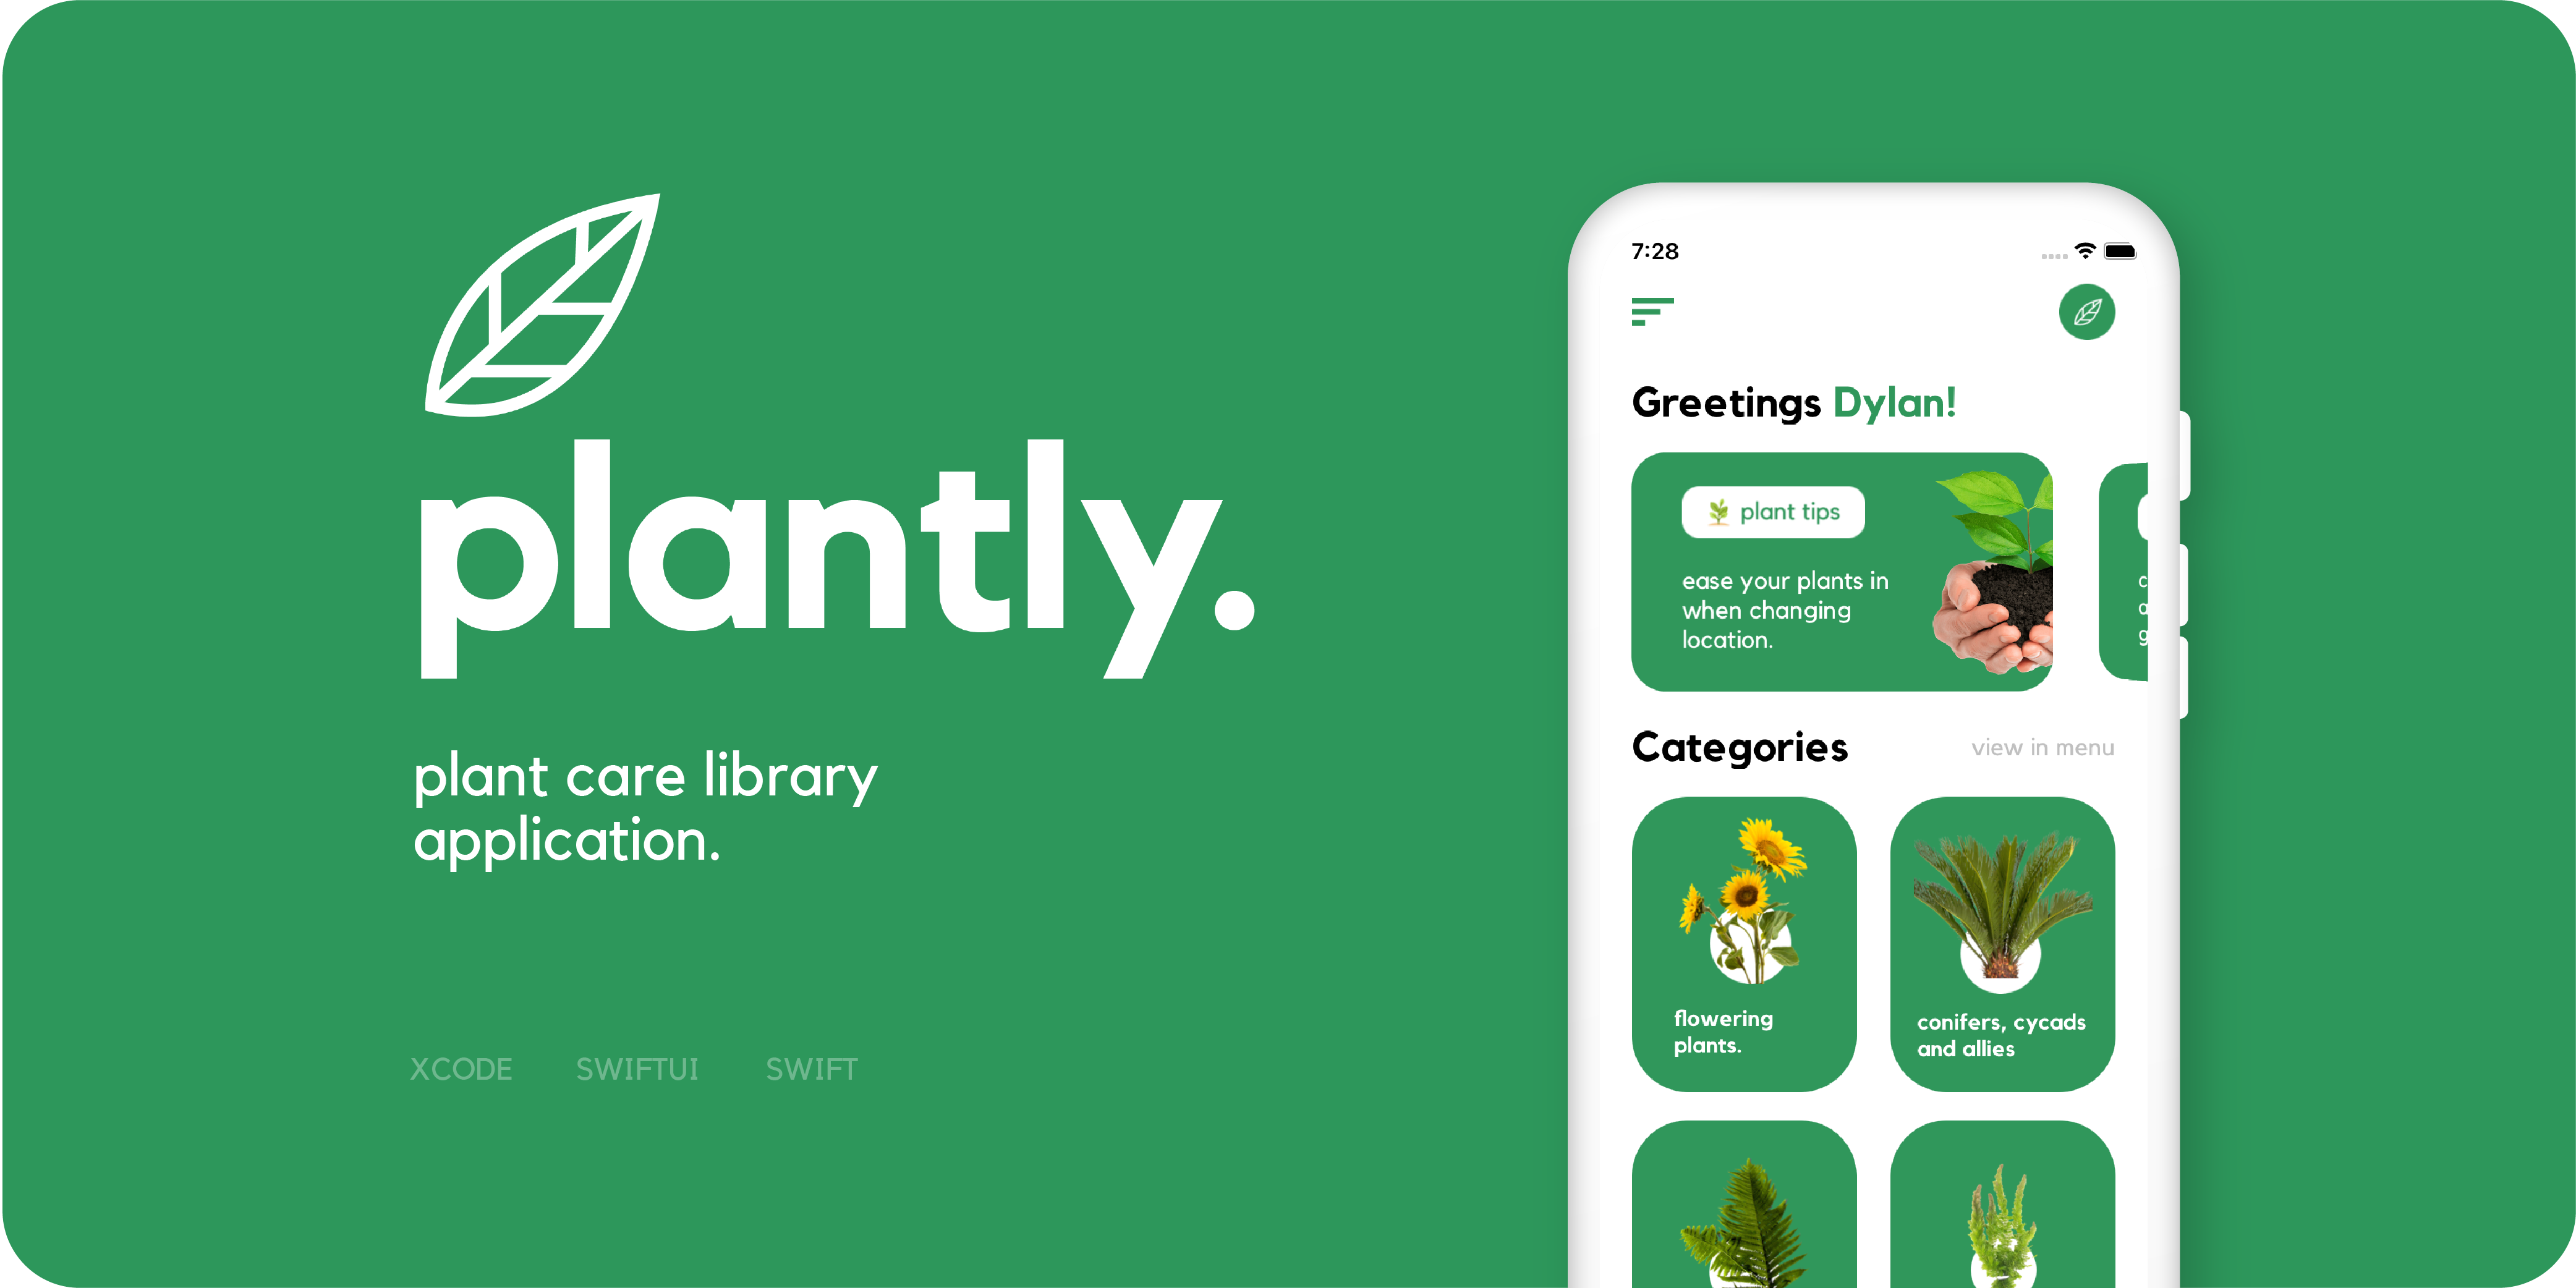 plantly.
plant care library
application.
XCODE SWIFTUI SWIFT
7:28
Greetings Dylan!
plant tips
ease your plants in
when changing
location.
c
a
g
Categories
view in menu
flowering
plants.
conifers, cycads
and allies